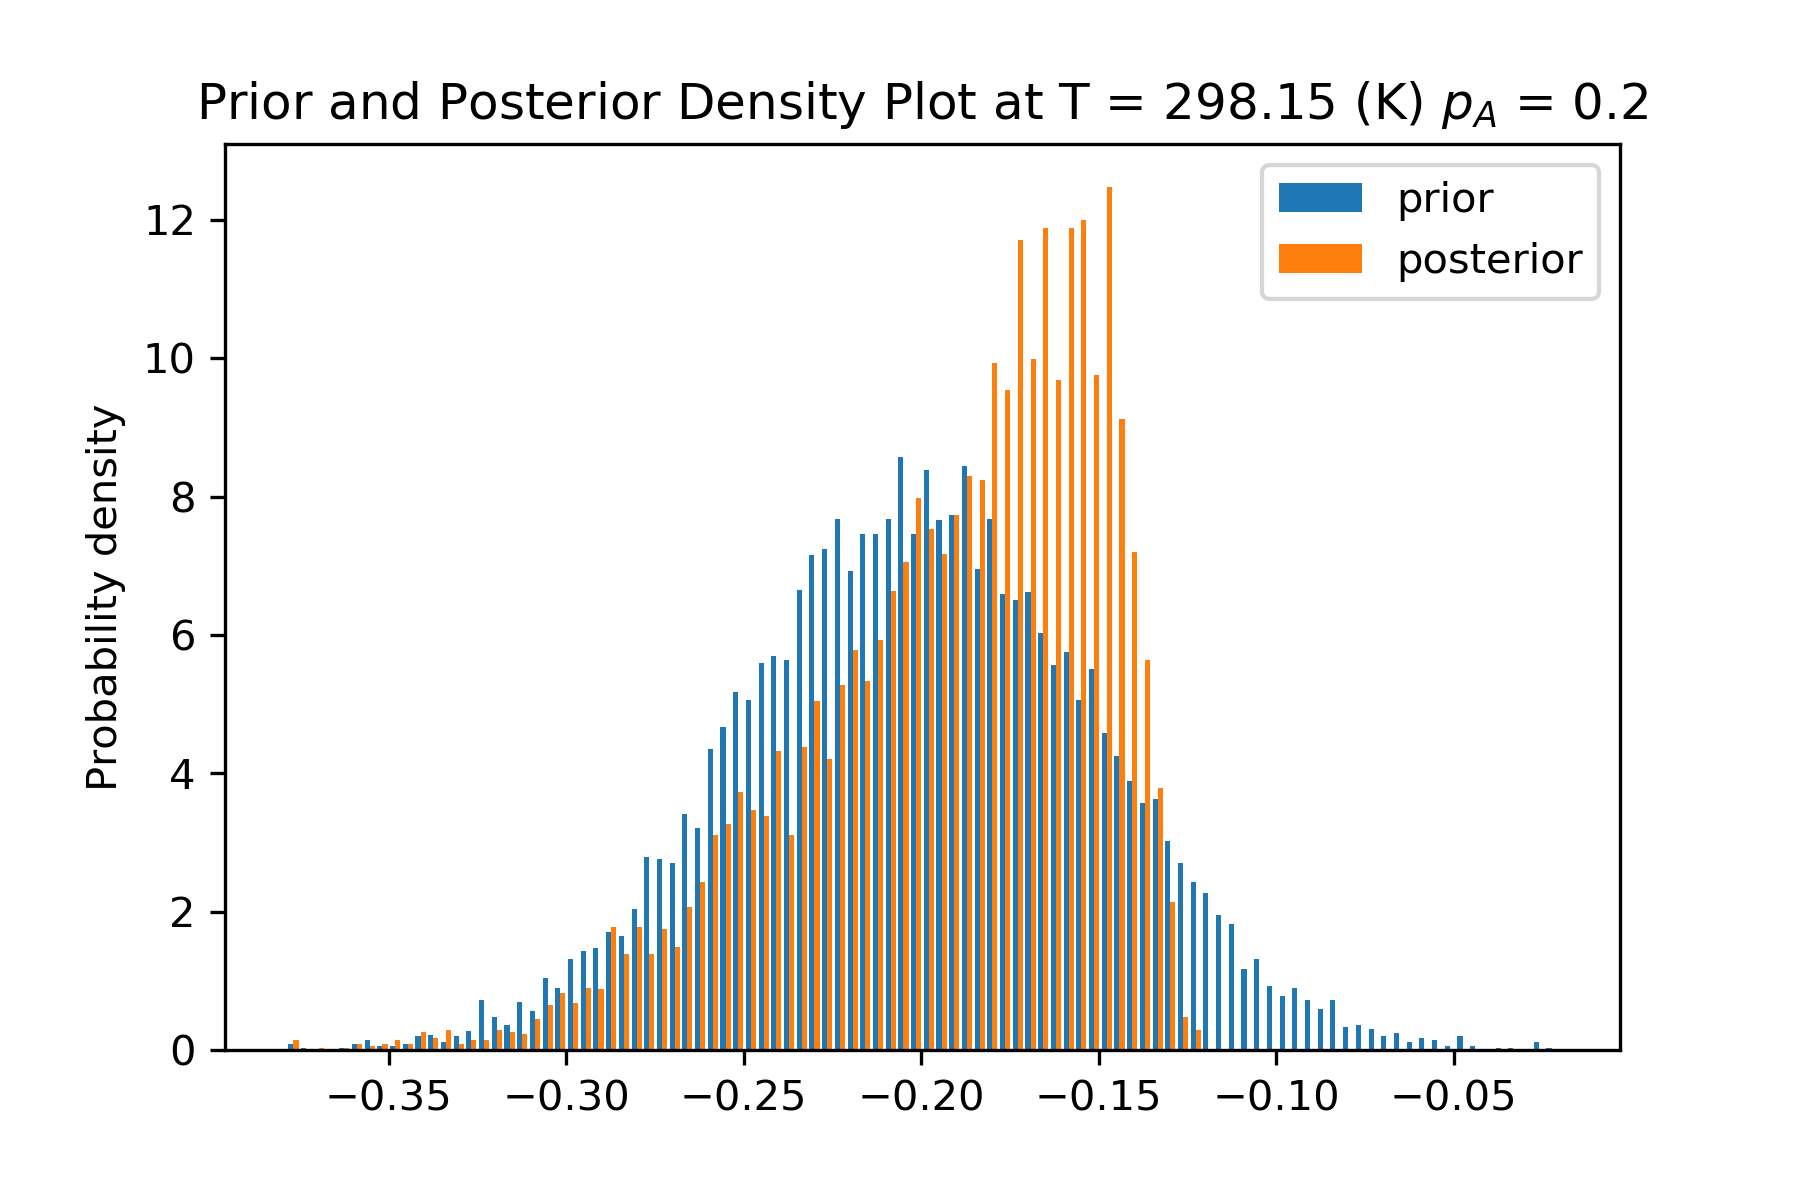 Prior and Posterior Density Plot at T = 298.15 (K) p_A = 0.2
prior
posterior
Probability density
12
10
8
6
4
2
0
−0.35 −0.30 −0.25 −0.20 −0.15 −0.10 −0.05